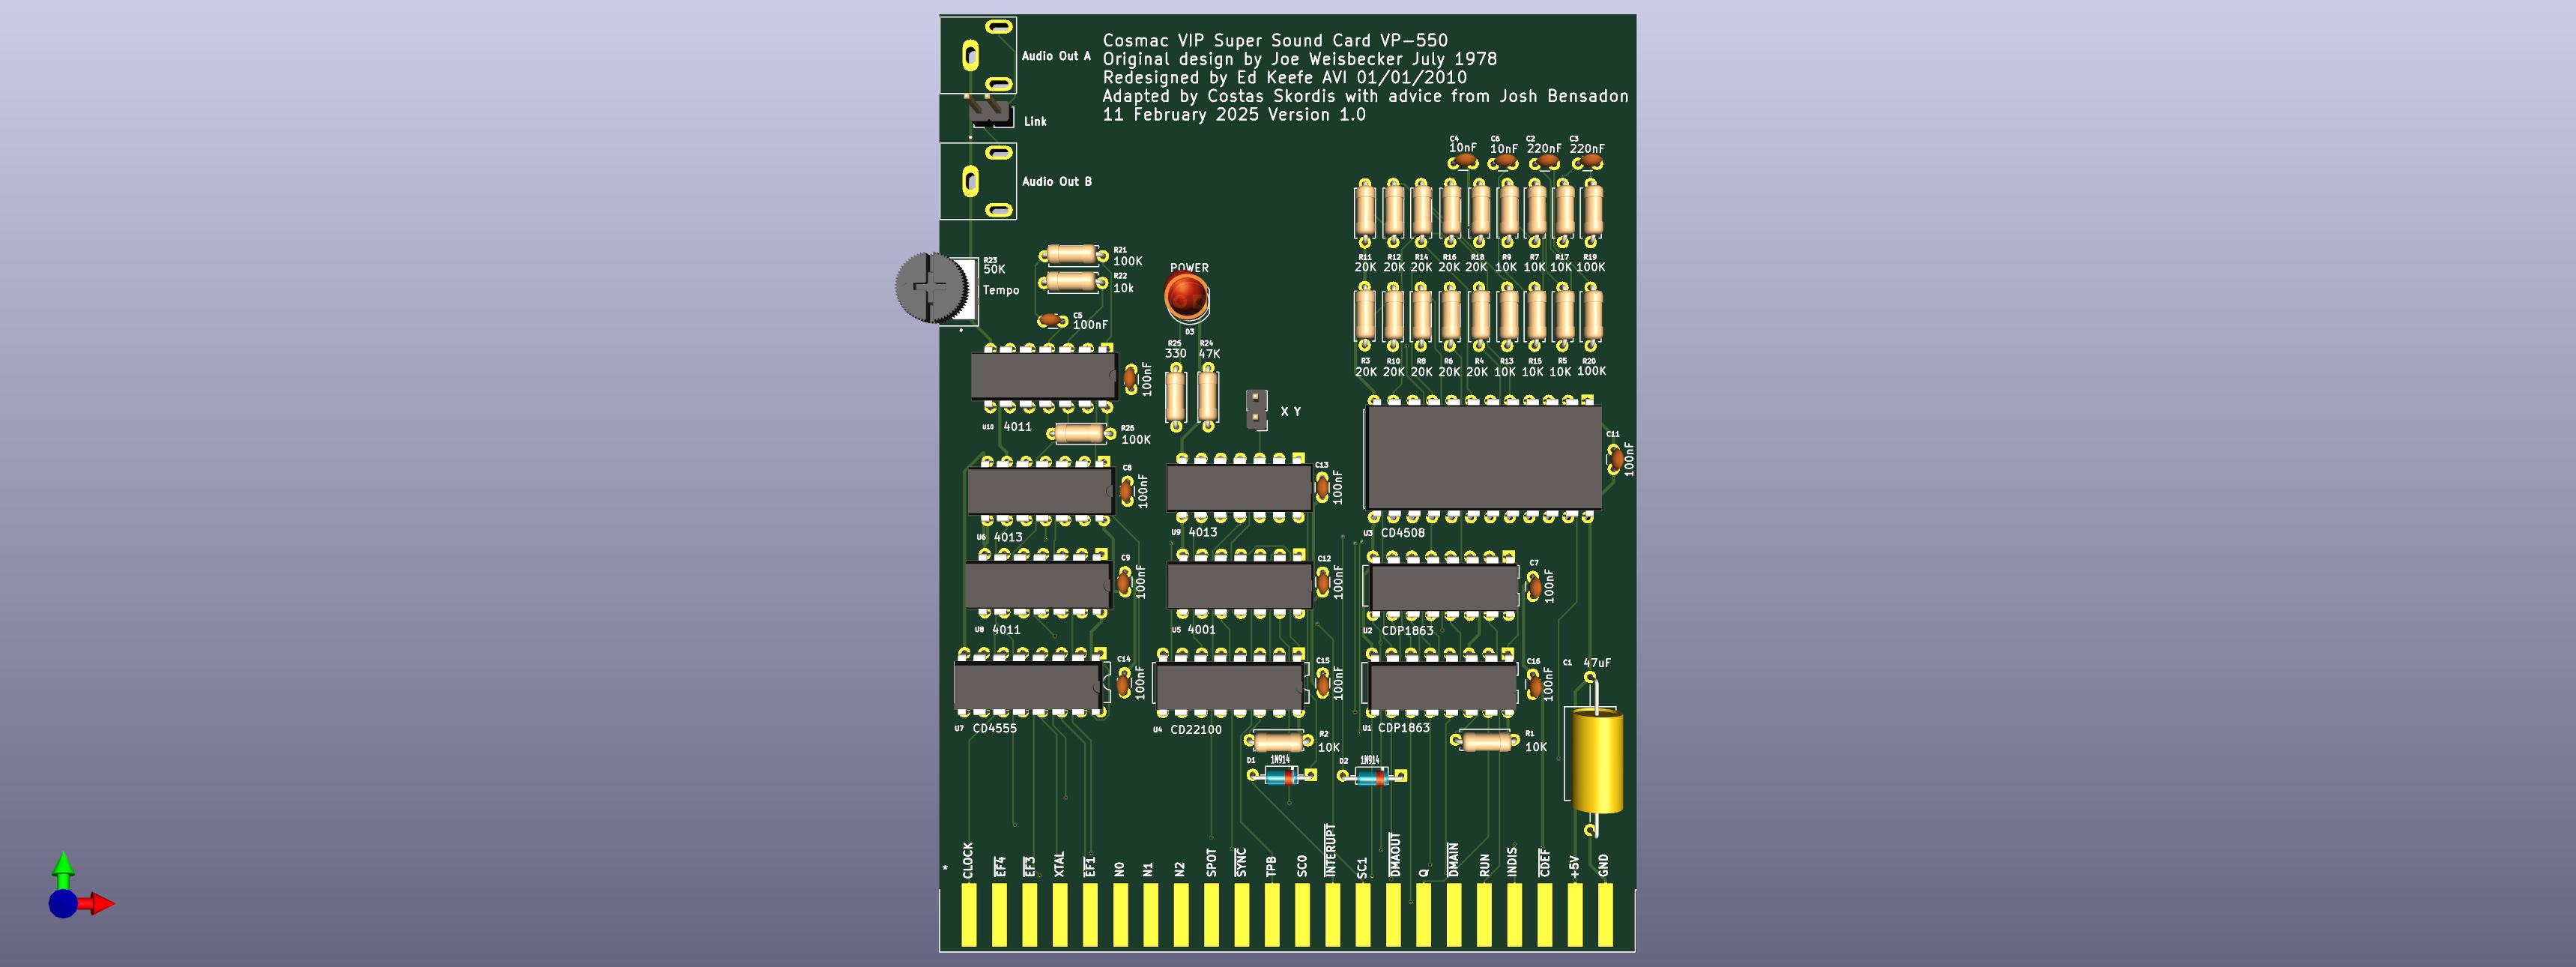 Cosmac VIP Super Sound Card VP-550
Original design by Joe Weisbecker July 1978
Redesigned by Ed Keefe AVI 01/01/2010
Adapted by Costas Skordis with advice from Josh Bensadon
11 February 2025 Version 1.0
Audio Out A
Link
Audio Out B
C4 C6 C2 C3
10nF 10nF 220nF 220nF
R11 R12 R14 R16 R18 R9 R7 R17 R19
20K 20K 20K 20K 20K 10K 10K 10K 100K
R3 R10 R8 R6 R4 R13 R15 R5 R20
20K 20K 20K 20K 20K 10K 10K 10K 100K
R23
50K
Tempo
R21
100K
R22
10k
C5
100nF
POWER
D3
R25 R24
330 47K
100nF
X Y
U10 4011
R26
100K
C11
100nF
C8
100nF
U6 4013
C13
100nF
U9 4013
U3 CD4508
C9
100nF
U8 4011
C12
100nF
U5 4001
C7
100nF
U2 CDP1863
C14
100nF
U7 CD4555
C15
100nF
U4 CD22100
C16
100nF
U1 CDP1863
C1 47uF
R2
10K
R1
10K
D1 1N914
D2 1N914
* CLOCK EF4 EF3 XTAL EF1 N0 N1 N2 SPOT SYNC TPB SC0 INTERUPT SC1 DMAOUT Q DMAIN RUN INDIS CDEF +5V GND